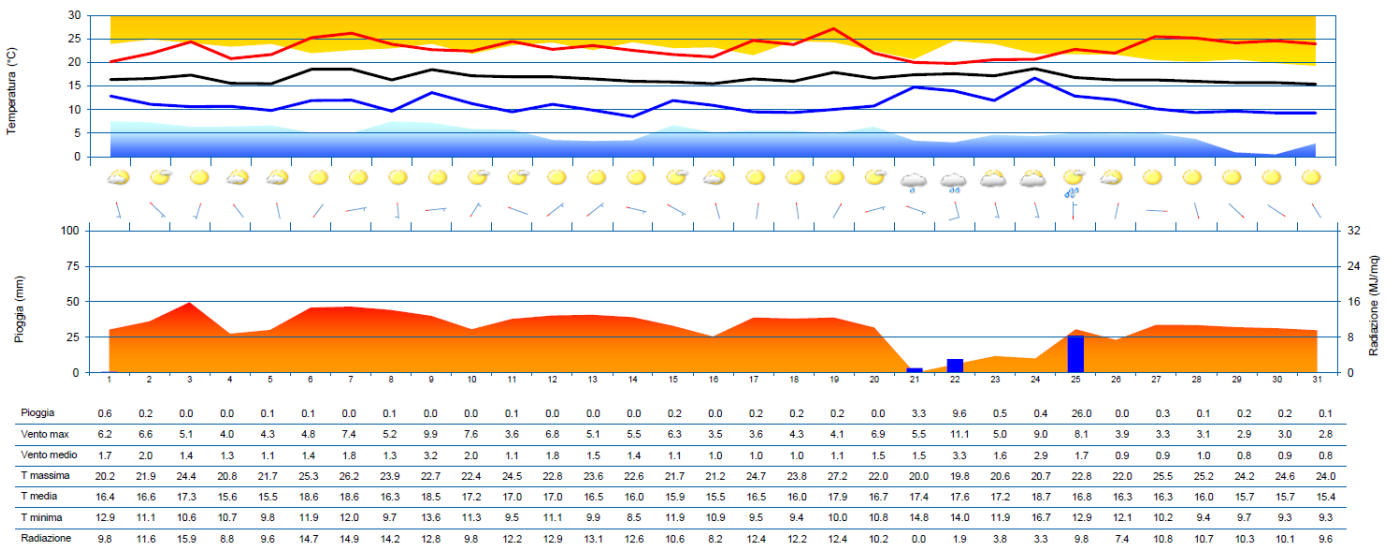 30
25
20
15
10
5
0
Temperatura (°C)
100
75
50
25
0
Pioggia (mm)
32
24
16
8
0
Radiazione (MJ/mq)
1 2 3 4 5 6 7 8 9 10 11 12 13 14 15 16 17 18 19 20 21 22 23 24 25 26 27 28 29 30 31
Pioggia 0.6 0.2 0.0 0.0 0.1 0.1 0.0 0.1 0.0 0.0 0.1 0.0 0.0 0.0 0.2 0.0 0.2 0.2 0.2 0.0 3.3 9.6 0.5 0.4 26.0 0.0 0.3 0.1 0.2 0.2 0.1
Vento max 6.2 6.6 5.1 4.0 4.3 4.8 7.4 5.2 9.9 7.6 3.6 6.8 5.1 5.5 6.3 3.5 3.6 4.3 4.1 6.9 5.5 11.1 5.0 9.0 8.1 3.9 3.3 3.1 2.9 3.0 2.8
Vento medio 1.7 2.0 1.4 1.3 1.1 1.4 1.8 1.3 3.2 2.0 1.1 1.8 1.5 1.4 1.1 1.0 1.0 1.0 1.1 1.5 1.5 3.3 1.6 2.9 1.7 0.9 0.9 1.0 0.8 0.9 0.8
T massima 20.2 21.9 24.4 20.8 21.7 25.3 26.2 23.9 22.7 22.4 24.5 22.8 23.6 22.6 21.7 21.2 24.7 23.8 27.2 22.0 20.0 19.8 20.6 20.7 22.8 22.0 25.5 25.2 24.2 24.6 24.0
T media 16.4 16.6 17.3 15.6 15.5 18.6 18.6 16.3 18.5 17.2 17.0 17.0 16.5 16.0 15.9 15.5 16.5 16.0 17.9 16.7 17.4 17.6 17.2 18.7 16.8 16.3 16.3 16.0 15.7 15.7 15.4
T minima 12.9 11.1 10.6 10.7 9.8 11.9 12.0 9.7 13.6 11.3 9.5 11.1 9.9 8.5 11.9 10.9 9.5 9.4 10.0 10.8 14.8 14.0 11.9 16.7 12.9 12.1 10.2 9.4 9.7 9.3 9.3
Radiazione 9.8 11.6 15.9 8.8 9.6 14.7 14.9 14.2 12.8 9.8 12.2 12.9 13.1 12.6 10.6 8.2 12.4 12.2 12.4 10.2 0.0 1.9 3.8 3.3 9.8 7.4 10.8 10.7 10.3 10.1 9.6